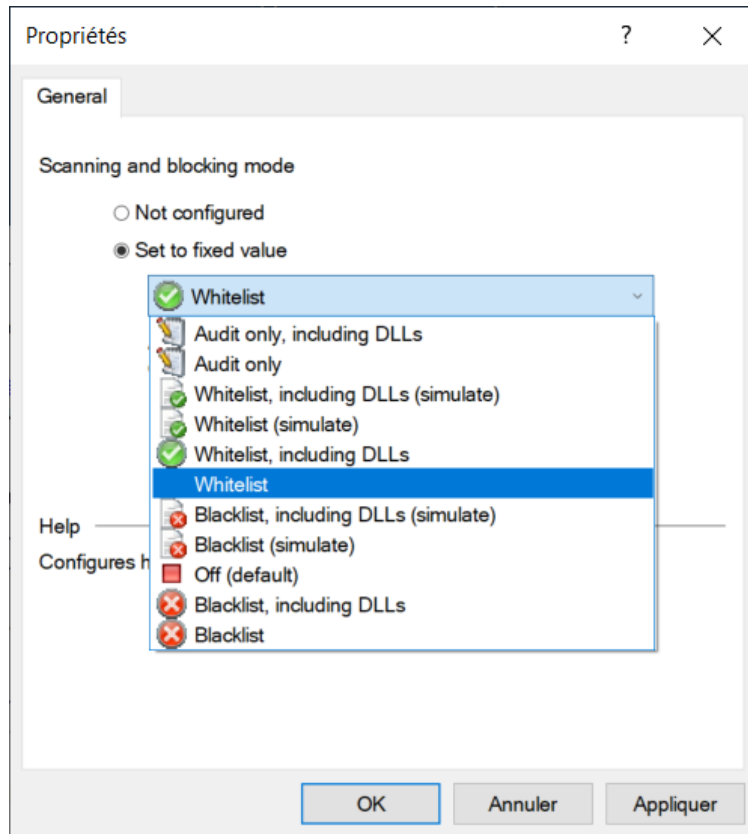 Propriétés
?
General
Scanning and blocking mode
Not configured
Set to fixed value
Whitelist
Audit only, including DLLs
Audit only
Whitelist, including DLLs (simulate)
Whitelist (simulate)
Whitelist, including DLLs
Whitelist
Blacklist, including DLLs (simulate)
Help
Blacklist (simulate)
Configures h
Off (default)
Blacklist, including DLLs
Blacklist
OK
Annuler
Appliquer